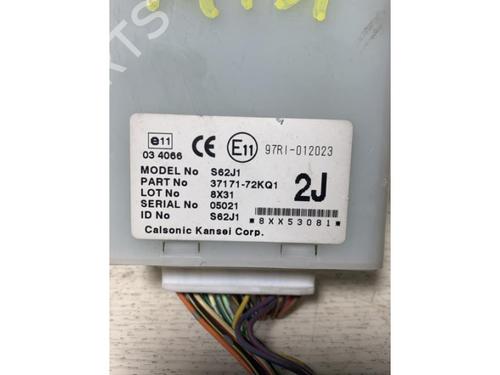 ARTS
e11
03 4066
CE
E11
97RI-012023
MODEL No S62J1
PART No 37171-72KQ1
LOT No 8X31
SERIAL No 05021
ID No S62J1
2J
*8XX53081*
Calsonic Kansei Corp.